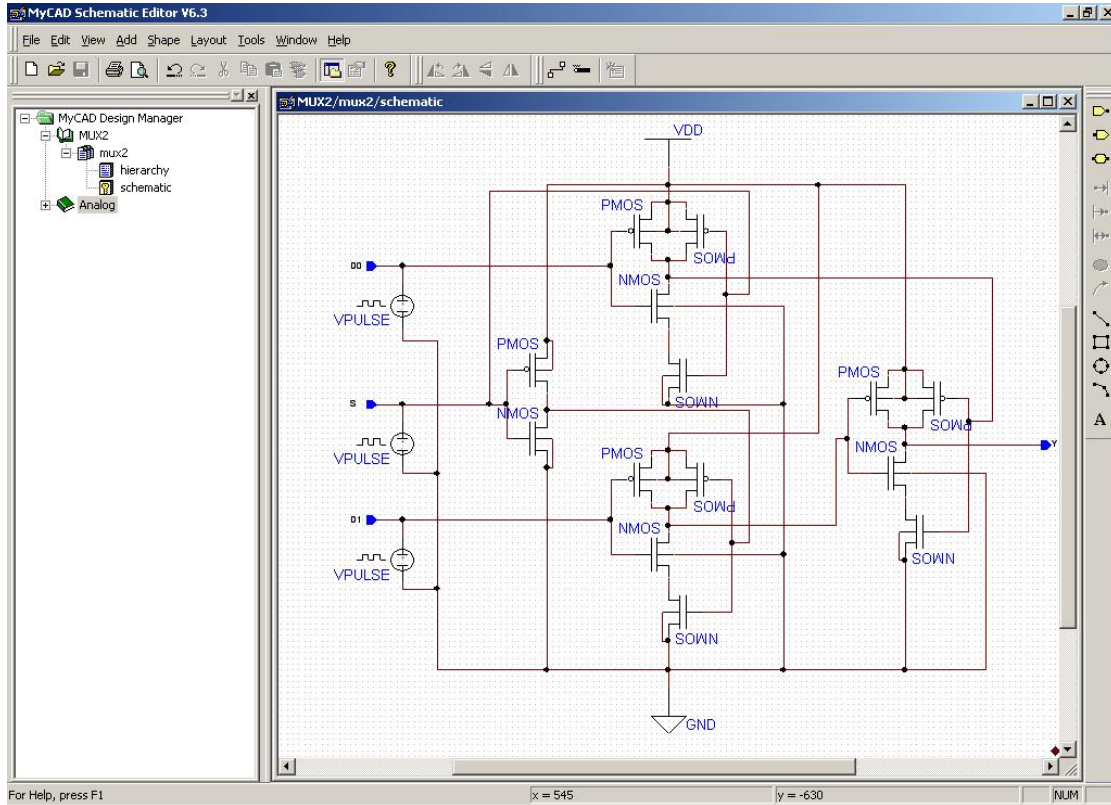 MyCAD Schematic Editor V6.3
File Edit View Add Shape Layout Tools Window Help
MyCAD Design Manager
MUX2
mux2
hierarchy
schematic
Analog
MUX2/mux2/schematic
VDD
PMOS
PMOS
D0
NMOS
VPULSE
PMOS
PMOS
S
NMOS
NMOS
PMOS
VPULSE
PMOS
NMOS
Y
PMOS
D1
NMOS
NMOS
VPULSE
NMOS
GND
A
For Help, press F1
x = 545
y = -630
NUM